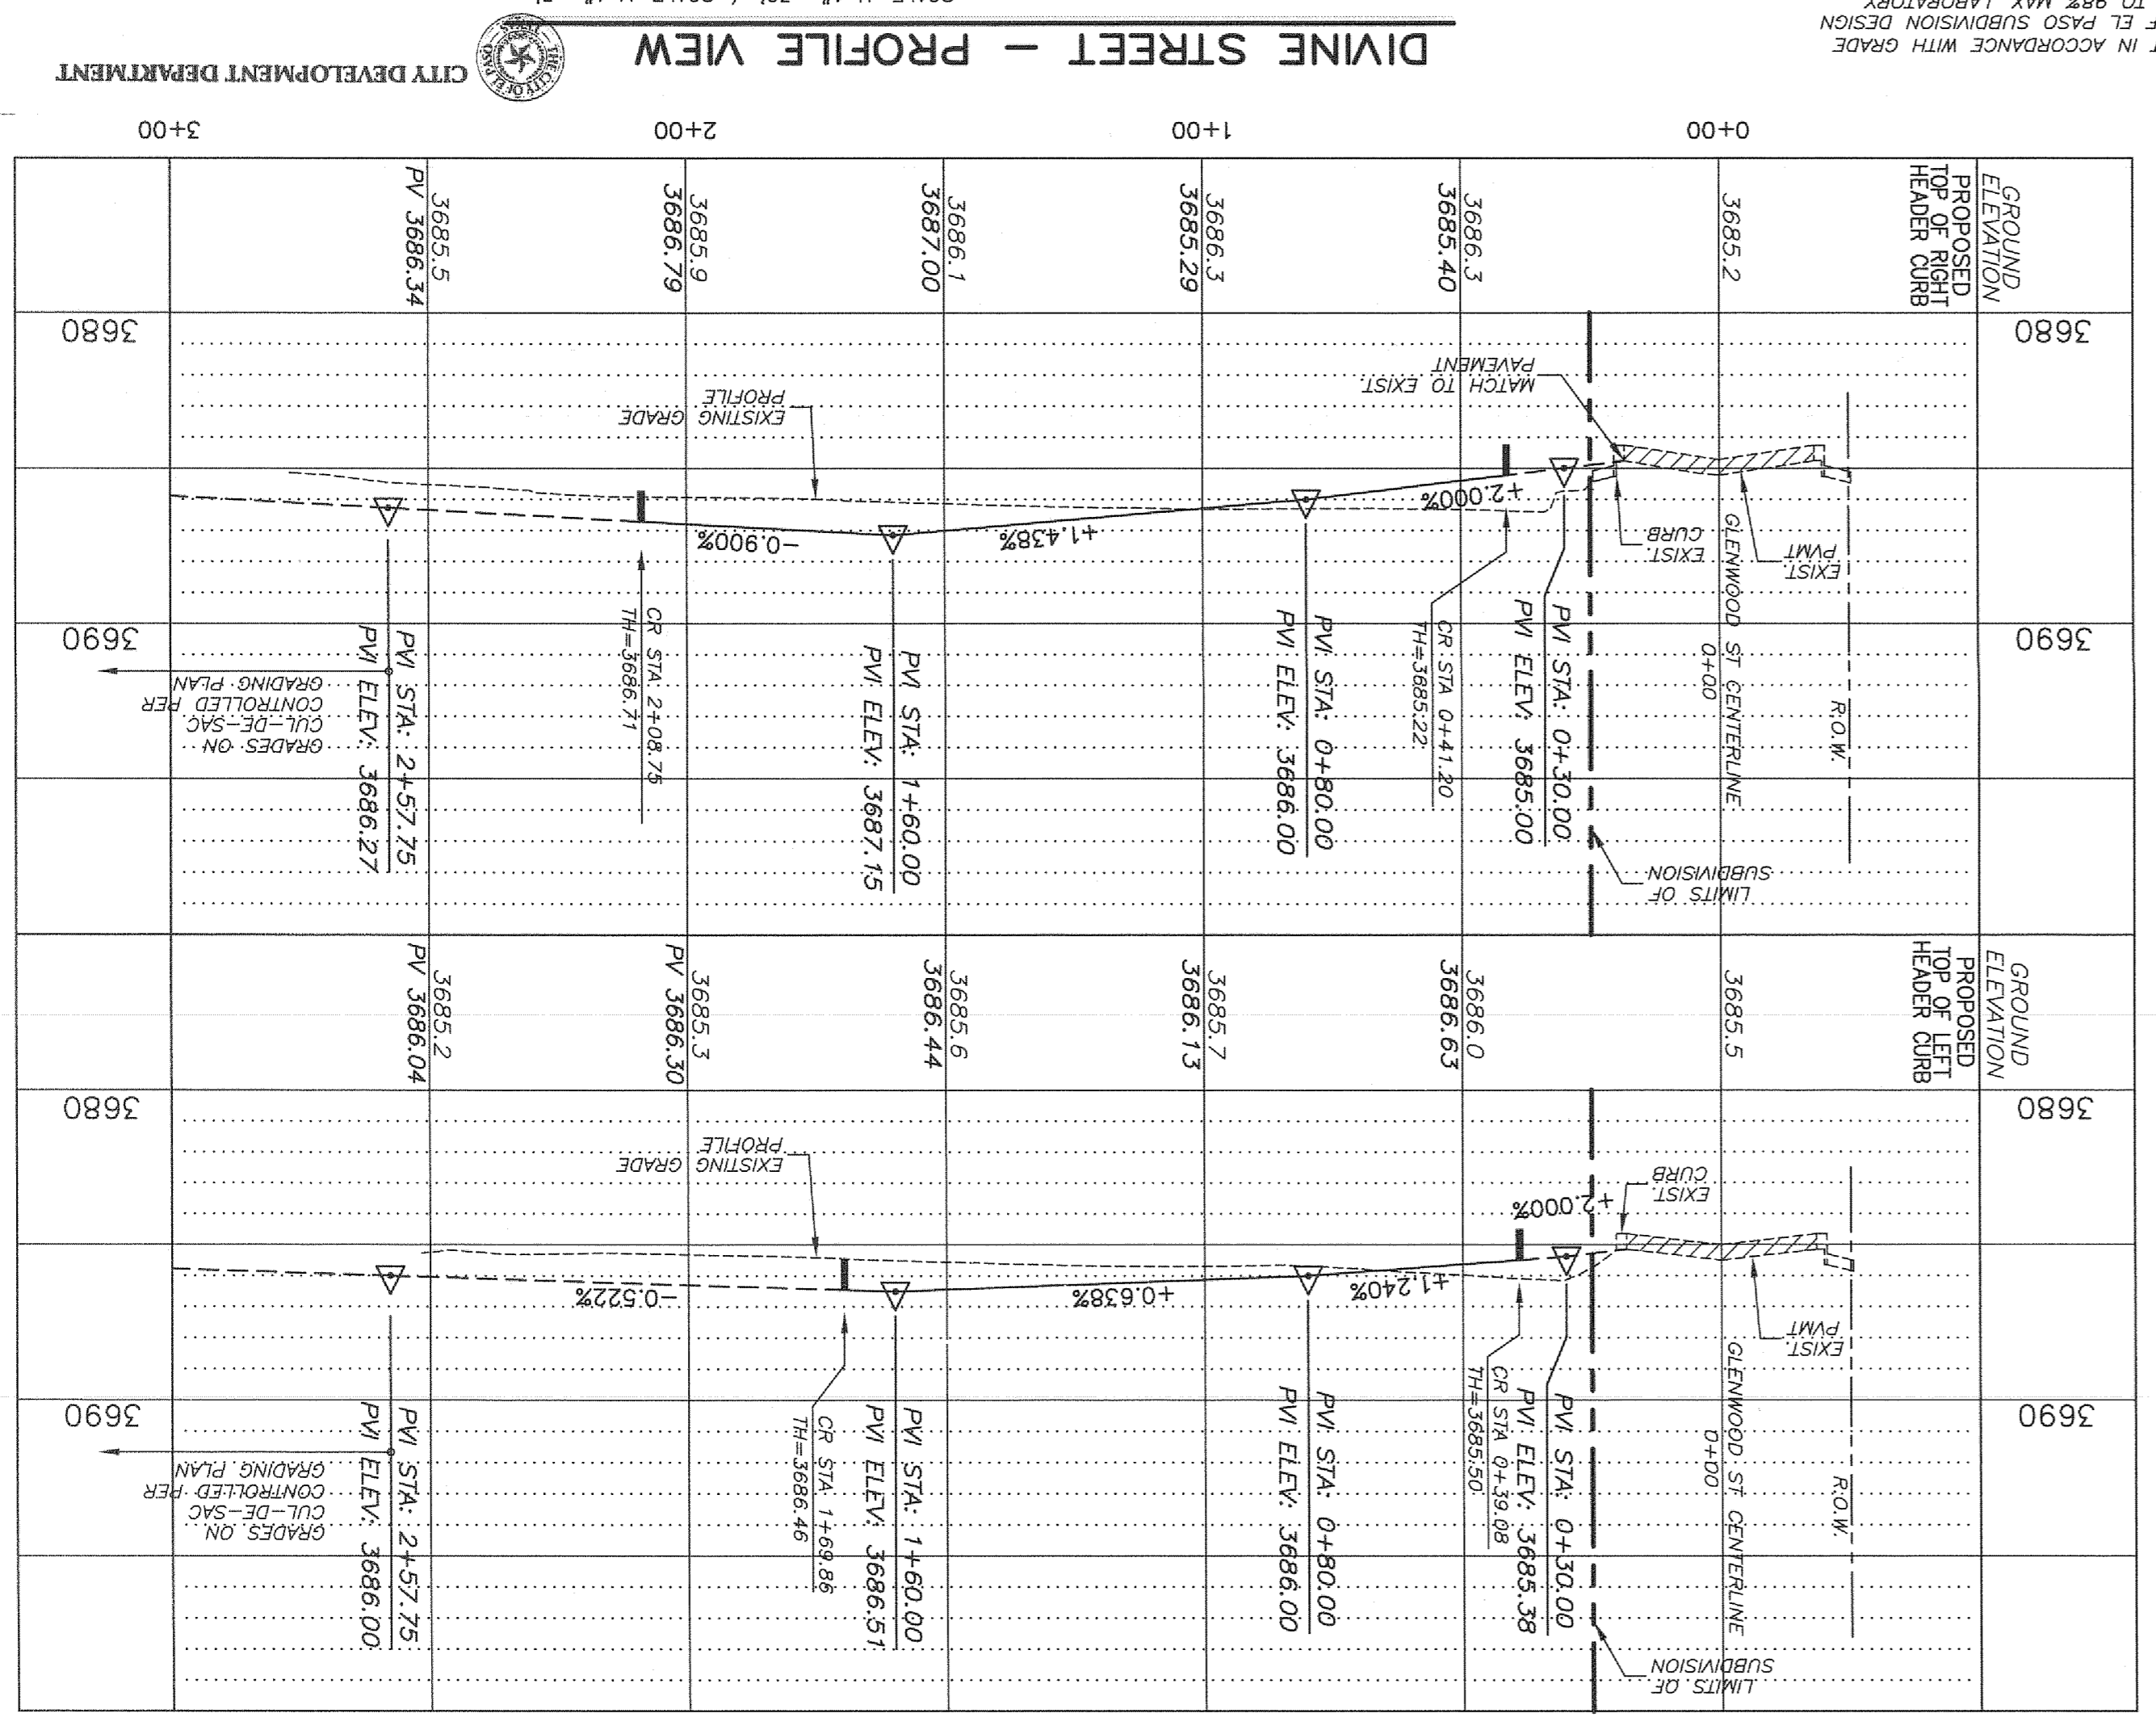 LIMITS OF
SUBDIVISION
R.O.W.
GLENWOOD ST CENTERLINE
0+00
PVI STA: 0+30.00
PVI ELEV: 3685.38
CR STA 0+39.08
TH=3685.50
PVI STA: 0+80.00
PVI ELEV: 3686.00
PVI STA: 1+60.00
PVI ELEV: 3686.51
CR STA 1+69.86
TH=3686.46
PVI STA: 2+57.75
PVI ELEV: 3686.00
GRADES ON
CUL-DE-SAC
CONTROLLED PER
GRADING PLAN
3690
3690
EXIST.
PVMT
+1.240%
+0.638%
-0.522%
+2.000%
EXIST.
CURB
EXISTING GRADE
PROFILE
3680
3680
GROUND
ELEVATION
PROPOSED
TOP OF LEFT
HEADER CURB
3685.5
3686.0
3686.63
3685.7
3686.13
3685.6
3686.44
3685.3
PV 3686.30
3685.2
PV 3686.04
LIMITS OF
SUBDIVISION
R.O.W.
GLENWOOD ST CENTERLINE
0+00
PVI STA: 0+30.00
PVI ELEV: 3685.00
CR STA 0+41.20
TH=3685.22
PVI STA: 0+80.00
PVI ELEV: 3686.00
PVI STA: 1+60.00
PVI ELEV: 3687.15
CR STA 2+08.75
TH=3686.71
PVI STA: 2+57.75
PVI ELEV: 3686.27
GRADES ON
CUL-DE-SAC
CONTROLLED PER
GRADING PLAN
3690
3690
EXIST.
PVMT
EXIST.
CURB
+2.000%
+1.438%
-0.900%
MATCH TO EXIST.
PAVEMENT
EXISTING GRADE
PROFILE
3680
3680
GROUND
ELEVATION
PROPOSED
TOP OF RIGHT
HEADER CURB
3685.2
3686.3
3685.40
3686.3
3685.29
3686.1
3687.00
3685.9
3686.79
3685.5
PV 3686.34
0+00
1+00
2+00
3+00
T IN ACCORDANCE WITH GRADE
F EL PASO SUBDIVISION DESIGN
TO 98% MAX LABORATORY
DIVINE STREET - PROFILE VIEW
THE CITY OF EL PASO
CITY DEVELOPMENT DEPARTMENT